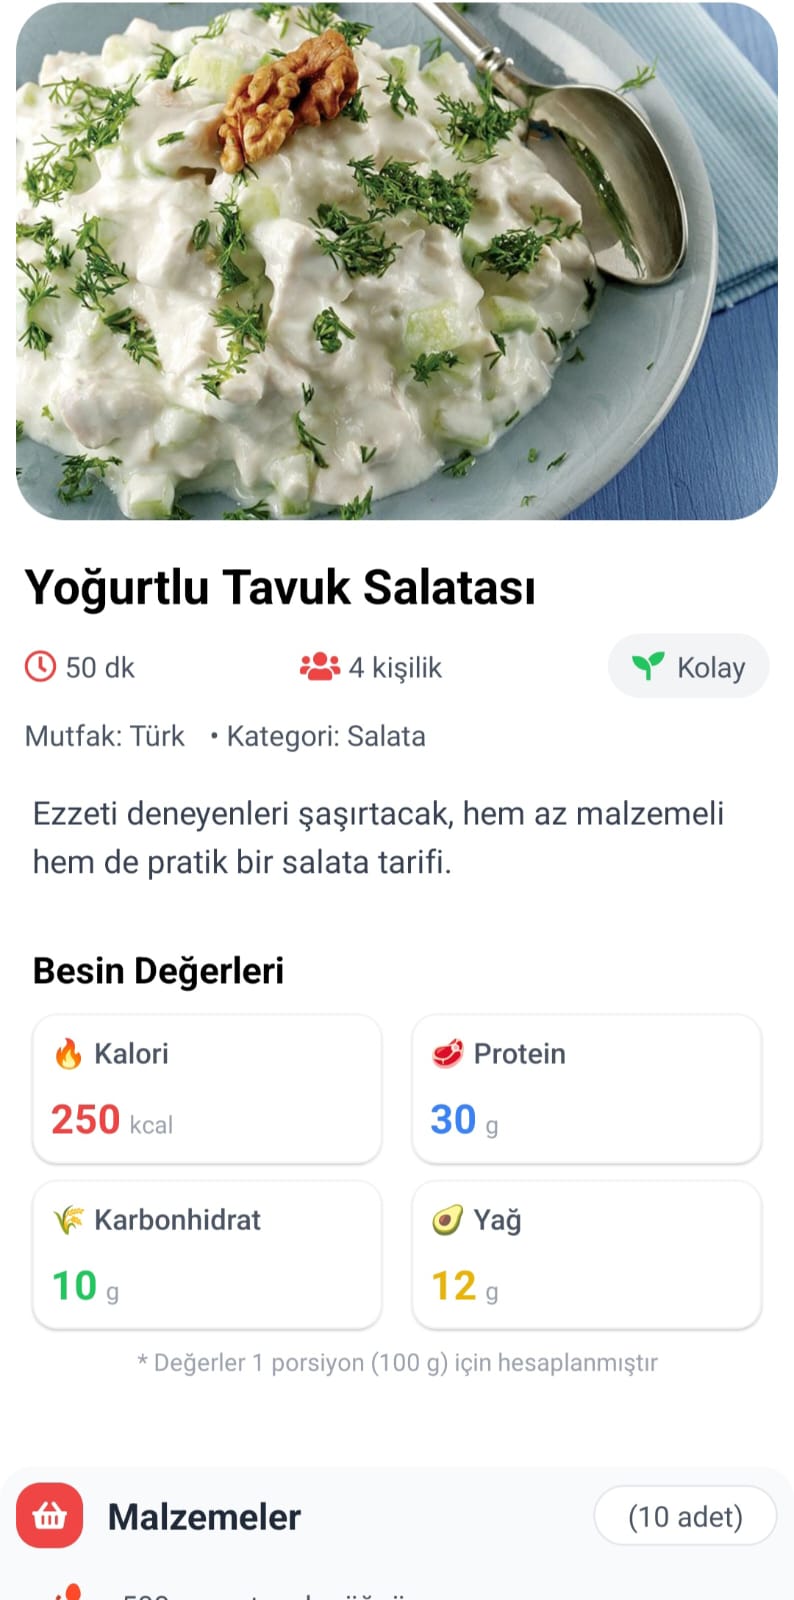 Yoğurtlu Tavuk Salatası
50 dk 4 kişilik Kolay
Mutfak: Türk • Kategori: Salata
Ezzeti deneyenleri şaşırtacak, hem az malzemeli
hem de pratik bir salata tarifi.
Besin Değerleri
Kalori
250 kcal
Protein
30 g
Karbonhidrat
10 g
Yağ
12 g
* Değerler 1 porsiyon (100 g) için hesaplanmıştır
Malzemeler (10 adet)